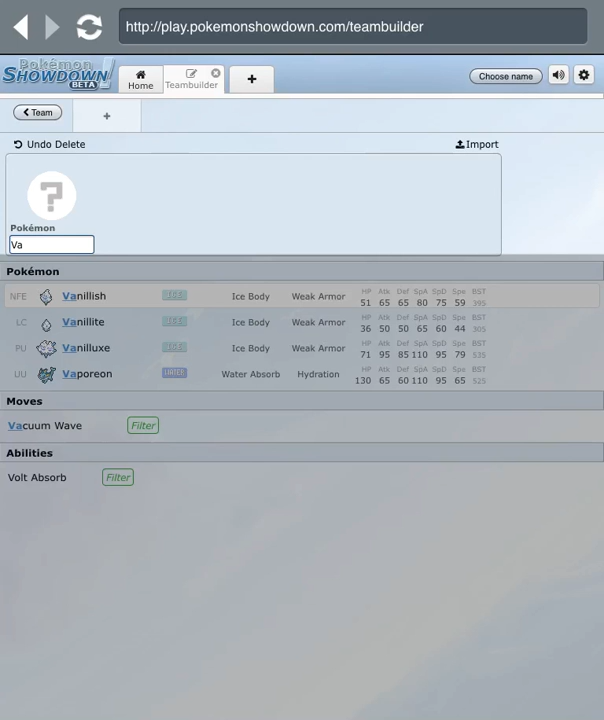 http://play.pokemonshowdown.com/teambuilder
Pokémon
SHOWDOWN!
BETA
Home
Teambuilder
+
Choose name
Team
+
Undo Delete
Import
?
Pokémon
Va
Pokémon
NFE Vanillish ICE Ice Body Weak Armor HP 51 Atk 65 Def 65 SpA 80 SpD 75 Spe 59 BST 395
LC Vanillite ICE Ice Body Weak Armor HP 36 Atk 50 Def 50 SpA 65 SpD 60 Spe 44 BST 305
PU Vanilluxe ICE Ice Body Weak Armor HP 71 Atk 95 Def 85 SpA 110 SpD 95 Spe 79 BST 535
UU Vaporeon WATER Water Absorb Hydration HP 130 Atk 65 Def 60 SpA 110 SpD 95 Spe 65 BST 525
Moves
Vacuum Wave Filter
Abilities
Volt Absorb Filter